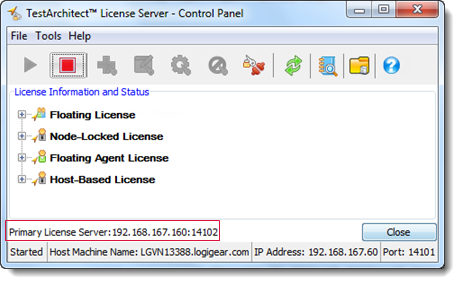 TestArchitect™ License Server - Control Panel
File Tools Help
License Information and Status
Floating License
Node-Locked License
Floating Agent License
Host-Based License
Primary License Server:192.168.167.160:14102
Close
Started Host Machine Name: LGVN13388.logigear.com IP Address: 192.168.167.60 Port: 14101